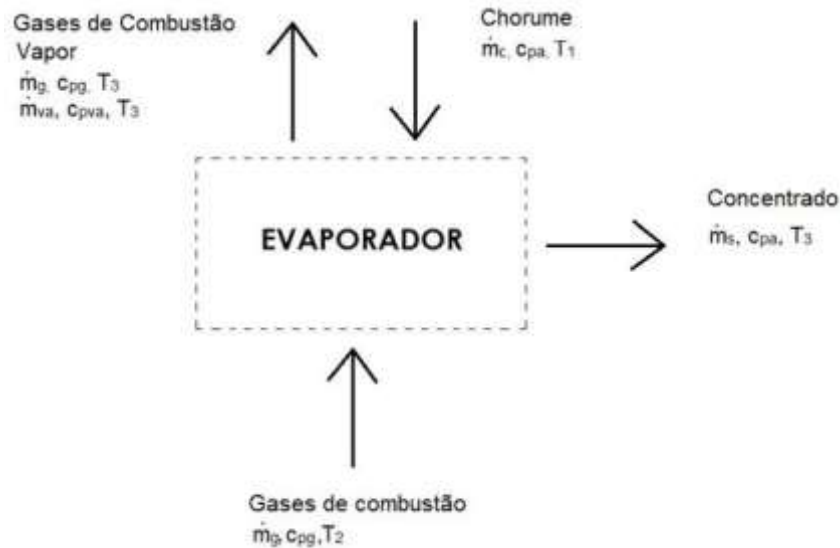 Gases de Combustão
Vapor
ṁg, cpg, T3
ṁva, cpva, T3
Chorume
ṁc, cpa, T1
EVAPORADOR
Concentrado
ṁs, cpa, T3
Gases de combustão
ṁg,cpg,T2